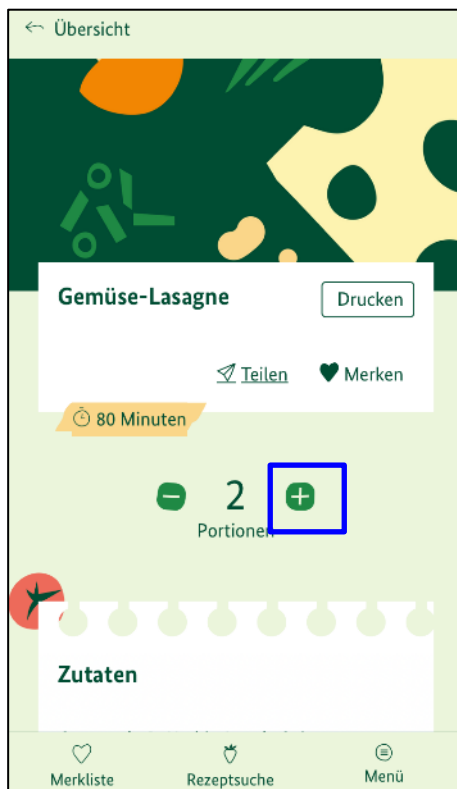 Übersicht
Gemüse-Lasagne
Drucken
Teilen
Merken
80 Minuten
2
Portionen
Zutaten
Merkliste
Rezeptsuche
Menü